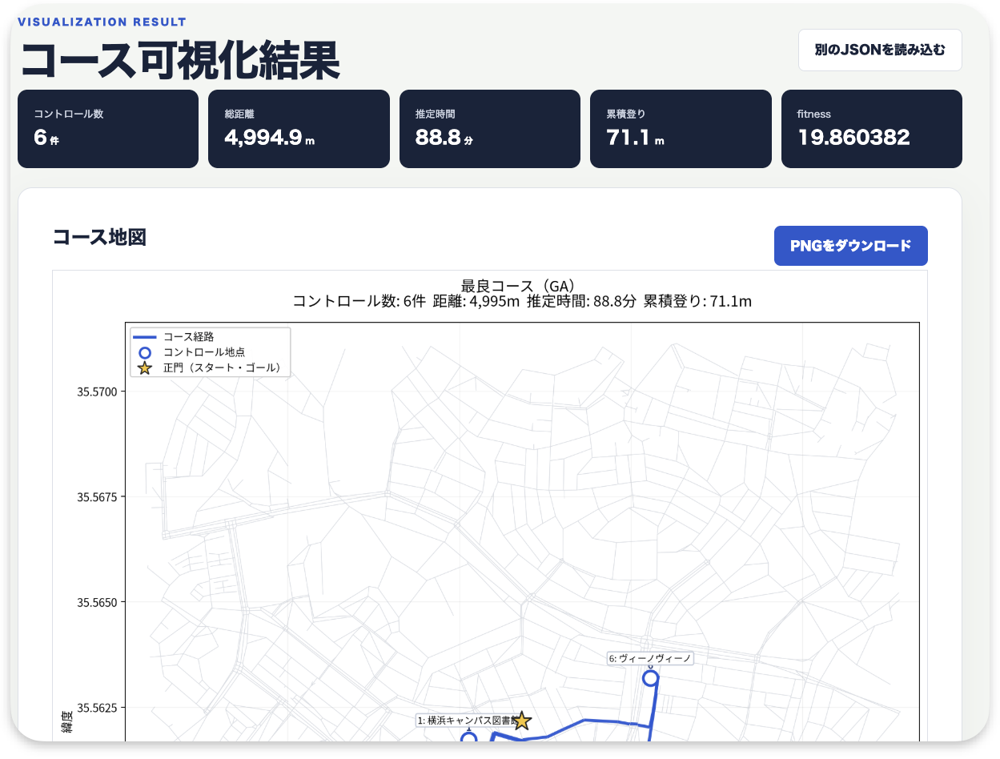 VISUALIZATION RESULT
コース可視化結果
別のJSONを読み込む
コントロール数
6 件
総距離
4,994.9 m
推定時間
88.8 分
累積登り
71.1 m
fitness
19.860382
コース地図
PNGをダウンロード
最良コース（GA）
コントロール数: 6件 距離: 4,995m 推定時間: 88.8分 累積登り: 71.1m
コース経路
コントロール地点
正門（スタート・ゴール）
35.5700
35.5675
35.5650
6: ヴィーノヴィーノ
35.5625
緯度
1: 横浜キャンパス図書館